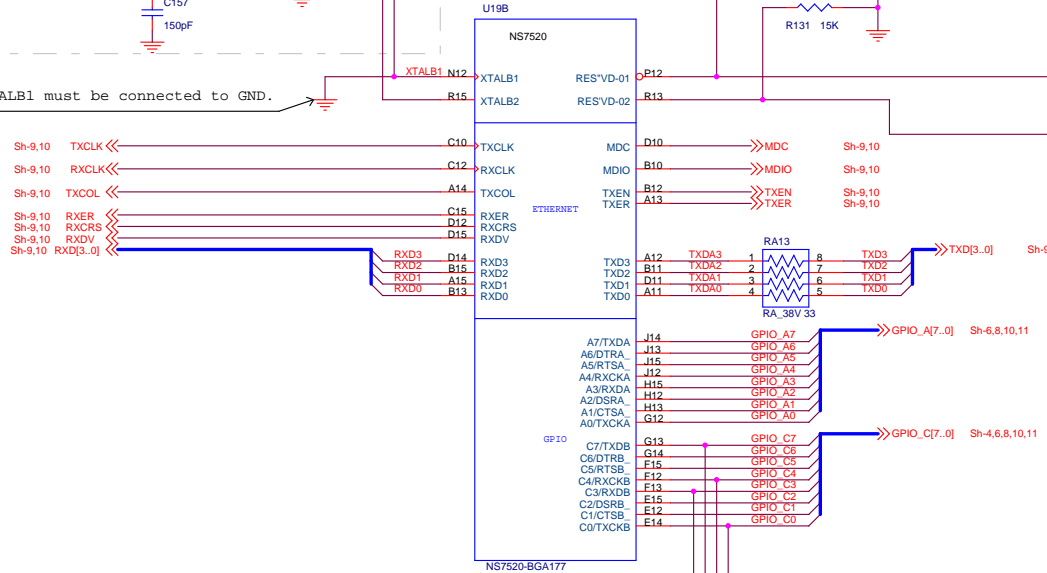 C157
150pF
U19B
NS7520
R131 15K
XTALB1 N12 XTALB1 RES'VD-01 P12
R15 XTALB2 RES'VD-02 R13
ALB1 must be connected to GND.
Sh-9,10 TXCLK C10 TXCLK MDC D10 MDC Sh-9,10
Sh-9,10 RXCLK C12 RXCLK MDIO B10 MDIO Sh-9,10
Sh-9,10 TXCOL A14 TXCOL TXEN B12 TXEN Sh-9,10
TXER A13 TXER Sh-9,10
ETHERNET
Sh-9,10 RXER C15 RXER
Sh-9,10 RXCRS D12 RXCRS
Sh-9,10 RXDV D15 RXDV
Sh-9,10 RXD[3..0] TXD[3..0] Sh-9
RA13
RXD3 D14 RXD3 TXD3 A12 TXDA3 1 8 TXD3
RXD2 B15 RXD2 TXD2 B11 TXDA2 2 7 TXD2
RXD1 A15 RXD1 TXD1 D11 TXDA1 3 6 TXD1
RXD0 B13 RXD0 TXD0 A11 TXDA0 4 5 TXD0
RA_38V 33
GPIO_A[7..0] Sh-6,8,10,11
A7/TXDA J14 GPIO_A7
A6/DTRA_ J13 GPIO_A6
A5/RTSA_ J15 GPIO_A5
A4/RXCKA J12 GPIO_A4
A3/RXDA H15 GPIO_A3
A2/DSRA_ H12 GPIO_A2
A1/CTSA_ H13 GPIO_A1
A0/TXCKA G12 GPIO_A0
GPIO
GPIO_C[7..0] Sh-4,6,8,10,11
C7/TXDB G13 GPIO_C7
C6/DTRB_ G14 GPIO_C6
C5/RTSB_ F15 GPIO_C5
C4/RXCKB F12 GPIO_C4
C3/RXDB F13 GPIO_C3
C2/DSRB_ E15 GPIO_C2
C1/CTSB_ E12 GPIO_C1
C0/TXCKB E14 GPIO_C0
NS7520-BGA177